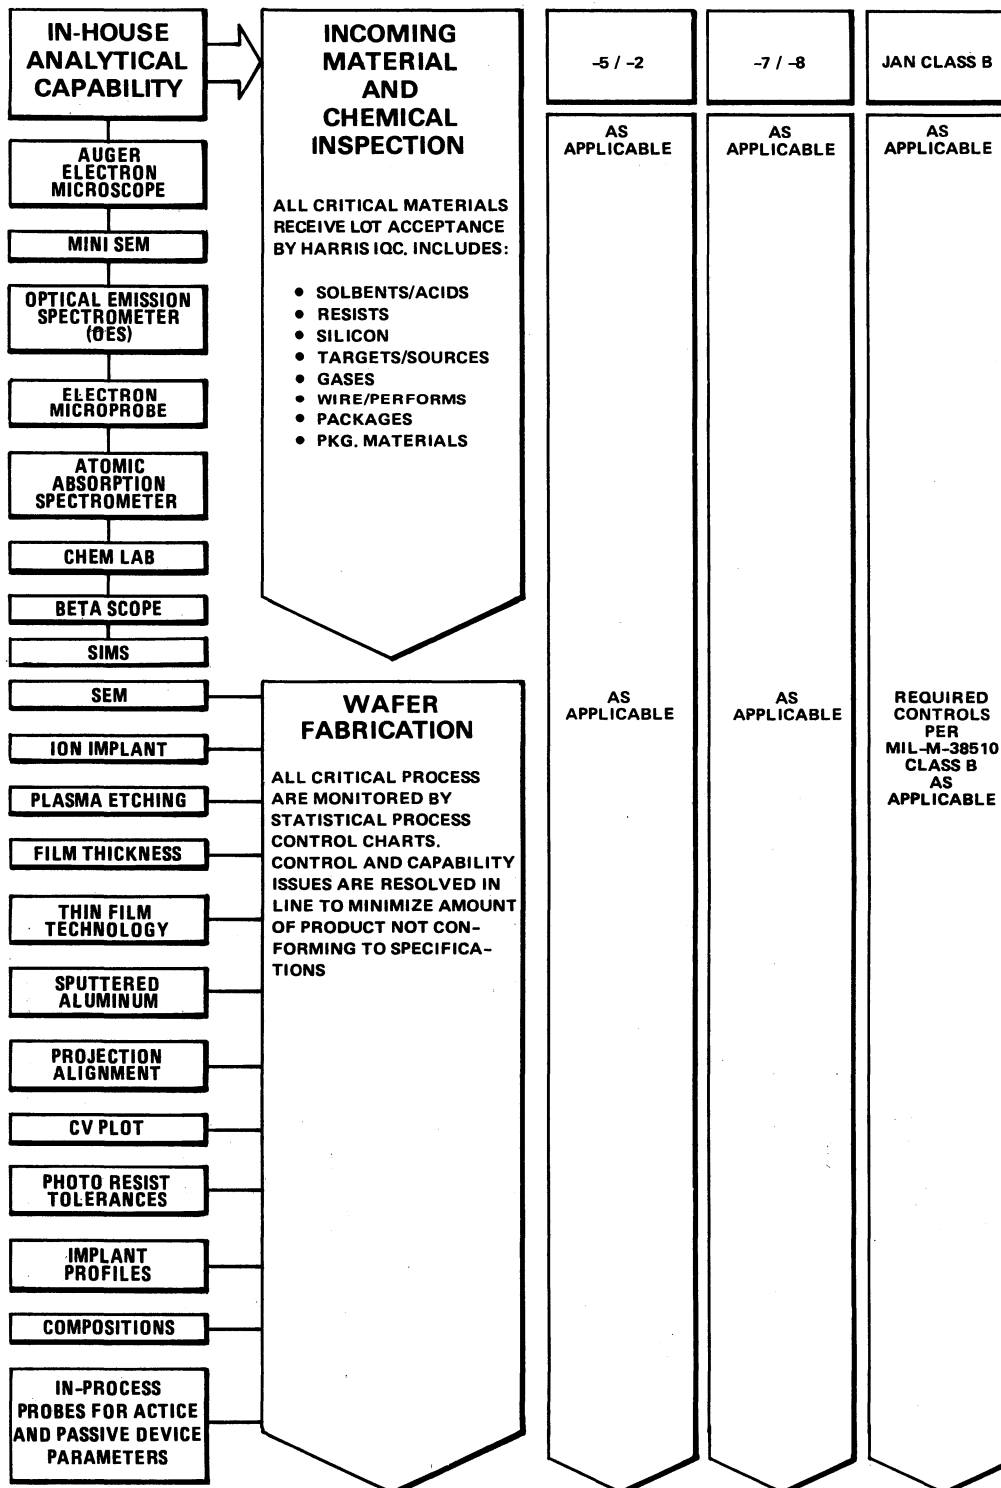 IN-HOUSE
ANALYTICAL
CAPABILITY
AUGER
ELECTRON
MICROSCOPE
MINI SEM
OPTICAL EMISSION
SPECTROMETER
(OES)
ELECTRON
MICROPROBE
ATOMIC
ABSORPTION
SPECTROMETER
CHEM LAB
BETA SCOPE
SIMS
INCOMING
MATERIAL
AND
CHEMICAL
INSPECTION
ALL CRITICAL MATERIALS
RECEIVE LOT ACCEPTANCE
BY HARRIS IQC. INCLUDES:
● SOLBENTS/ACIDS
● RESISTS
● SILICON
● TARGETS/SOURCES
● GASES
● WIRE/PERFORMS
● PACKAGES
● PKG. MATERIALS
-5 / -2
-7 / -8
JAN CLASS B
AS
APPLICABLE
AS
APPLICABLE
AS
APPLICABLE
SEM
ION IMPLANT
PLASMA ETCHING
FILM THICKNESS
THIN FILM
TECHNOLOGY
SPUTTERED
ALUMINUM
PROJECTION
ALIGNMENT
CV PLOT
PHOTO RESIST
TOLERANCES
IMPLANT
PROFILES
COMPOSITIONS
IN-PROCESS
PROBES FOR ACTICE
AND PASSIVE DEVICE
PARAMETERS
WAFER
FABRICATION
ALL CRITICAL PROCESS
ARE MONITORED BY
STATISTICAL PROCESS
CONTROL CHARTS.
CONTROL AND CAPABILITY
ISSUES ARE RESOLVED IN
LINE TO MINIMIZE AMOUNT
OF PRODUCT NOT CON-
FORMING TO SPECIFICA-
TIONS
AS
APPLICABLE
AS
APPLICABLE
REQUIRED
CONTROLS
PER
MIL-M-38510
CLASS B
AS
APPLICABLE